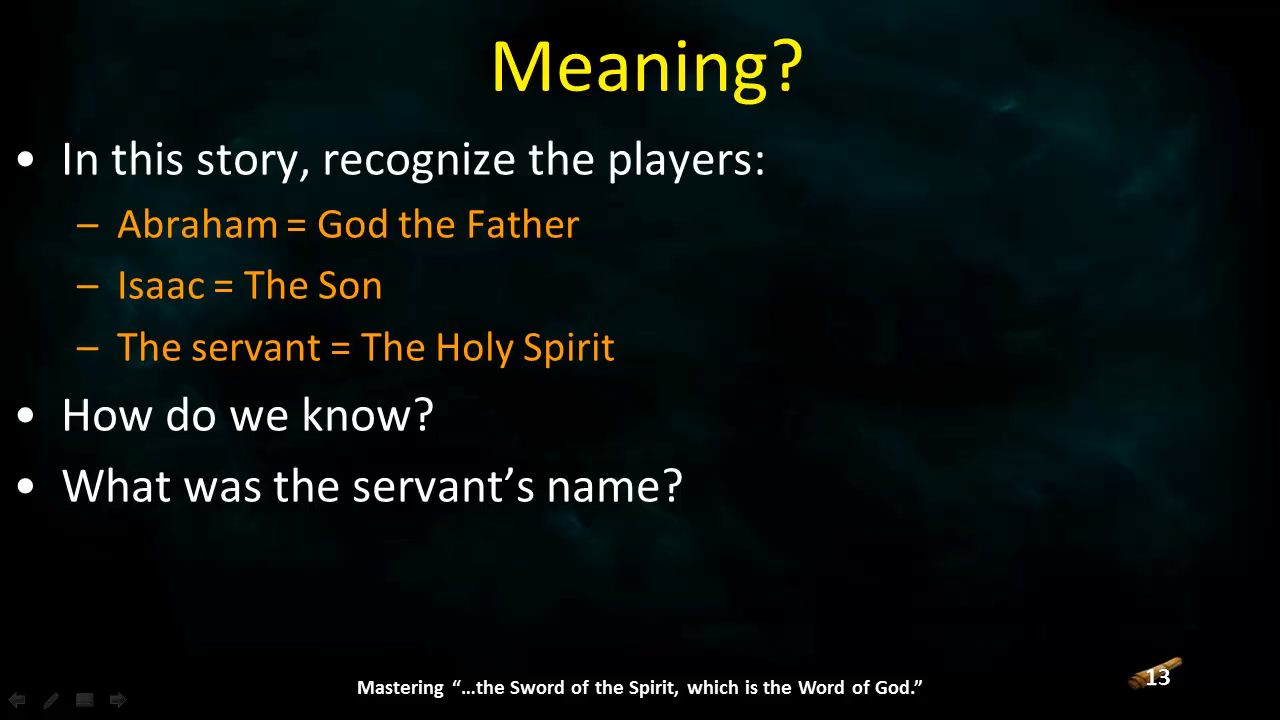 Meaning?
• In this story, recognize the players:
– Abraham = God the Father
– Isaac = The Son
– The servant = The Holy Spirit
• How do we know?
• What was the servant’s name?
Mastering “…the Sword of the Spirit, which is the Word of God.”
13